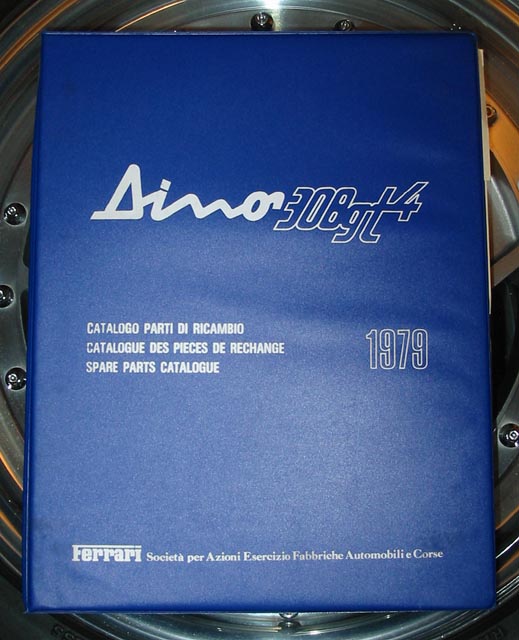 Dino 308gt4
CATALOGO PARTI DI RICAMBIO
CATALOGUE DES PIECES DE RECHANGE
SPARE PARTS CATALOGUE
1979
Ferrari Società per Azioni Esercizio Fabbriche Automobili e Corse